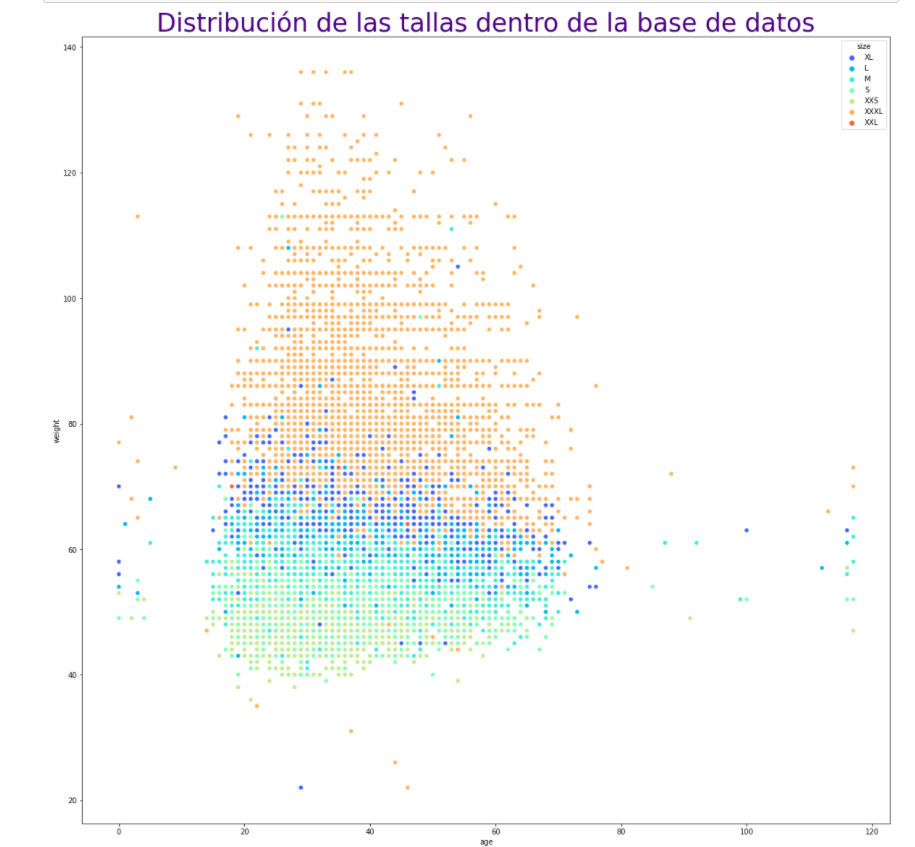 Distribución de las tallas dentro de la base de datos
size
XL
L
M
S
XXS
XXXL
XXL
140
120
100
80
60
40
20
weight
0 20 40 60 80 100 120
age